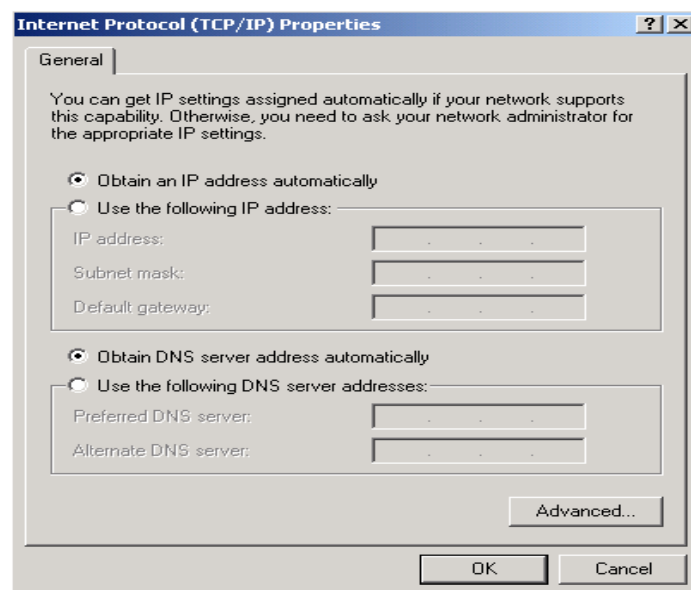 Internet Protocol (TCP/IP) Properties
General
You can get IP settings assigned automatically if your network supports
this capability. Otherwise, you need to ask your network administrator for
the appropriate IP settings.
Obtain an IP address automatically
Use the following IP address:
IP address:
Subnet mask:
Default gateway:
Obtain DNS server address automatically
Use the following DNS server addresses:
Preferred DNS server:
Alternate DNS server:
Advanced...
OK Cancel